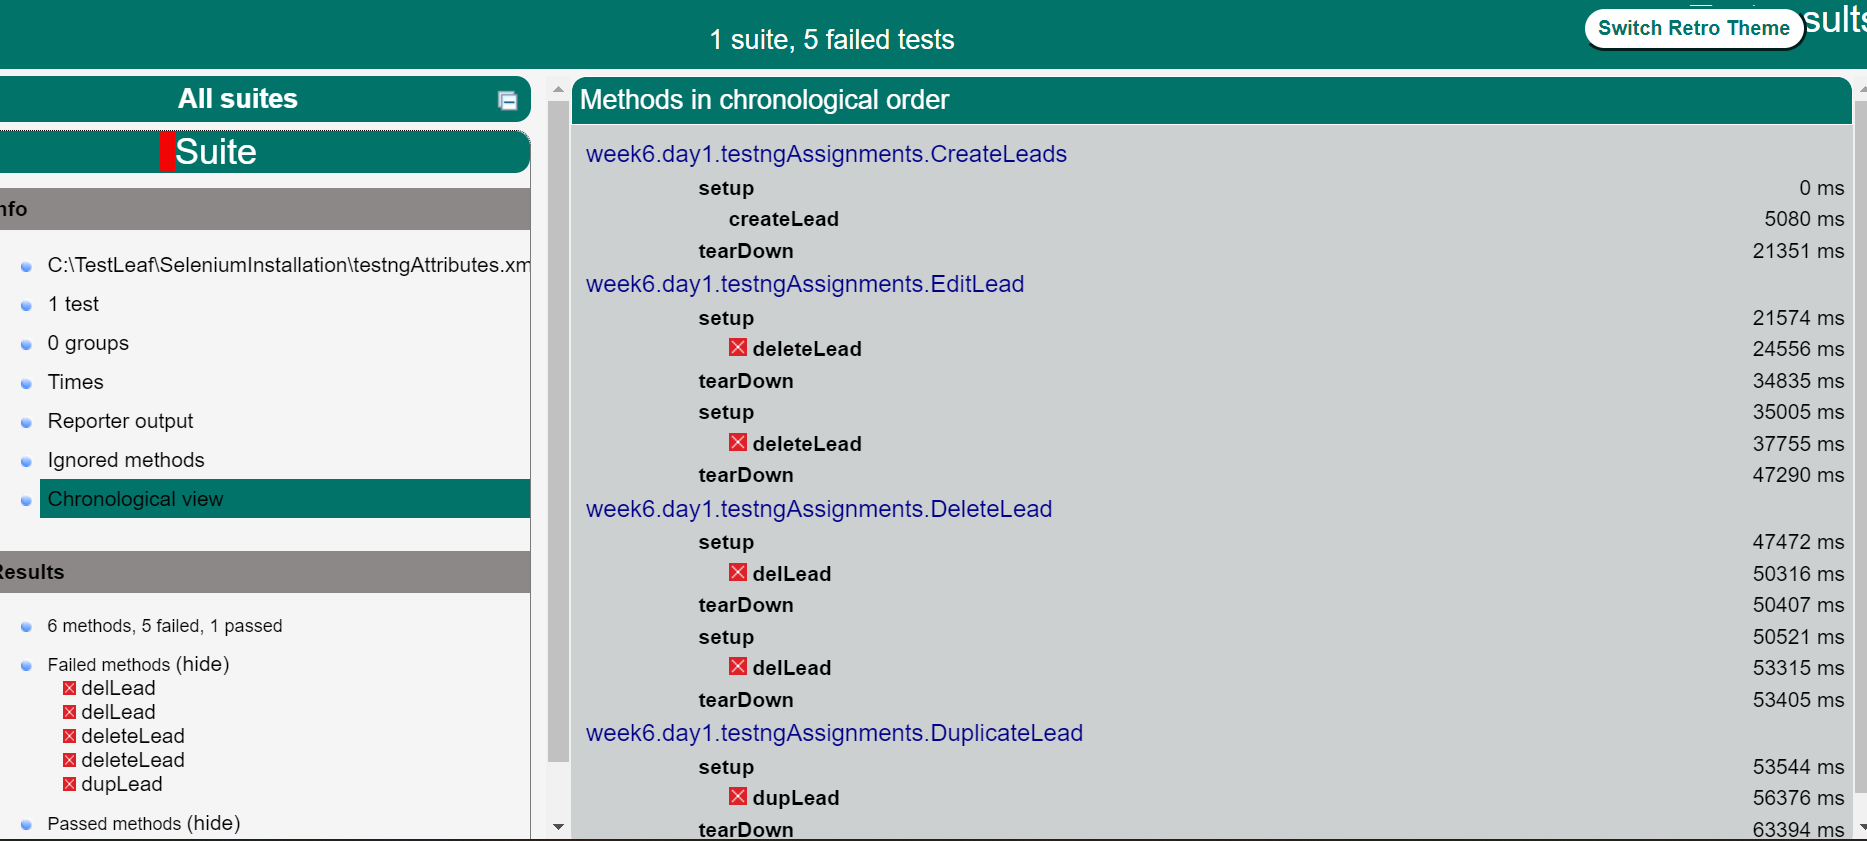 1 suite, 5 failed tests
Switch Retro Theme
All suites
Suite
C:\TestLeaf\SeleniumInstallation\testngAttributes.xm
1 test
0 groups
Times
Reporter output
Ignored methods
Chronological view
6 methods, 5 failed, 1 passed
Failed methods (hide)
delLead
delLead
deleteLead
deleteLead
dupLead
Passed methods (hide)
Methods in chronological order
week6.day1.testngAssignments.CreateLeads
setup 0 ms
createLead 5080 ms
tearDown 21351 ms
week6.day1.testngAssignments.EditLead
setup 21574 ms
deleteLead 24556 ms
tearDown 34835 ms
setup 35005 ms
deleteLead 37755 ms
tearDown 47290 ms
week6.day1.testngAssignments.DeleteLead
setup 47472 ms
delLead 50316 ms
tearDown 50407 ms
setup 50521 ms
delLead 53315 ms
tearDown 53405 ms
week6.day1.testngAssignments.DuplicateLead
setup 53544 ms
dupLead 56376 ms
tearDown 63394 ms